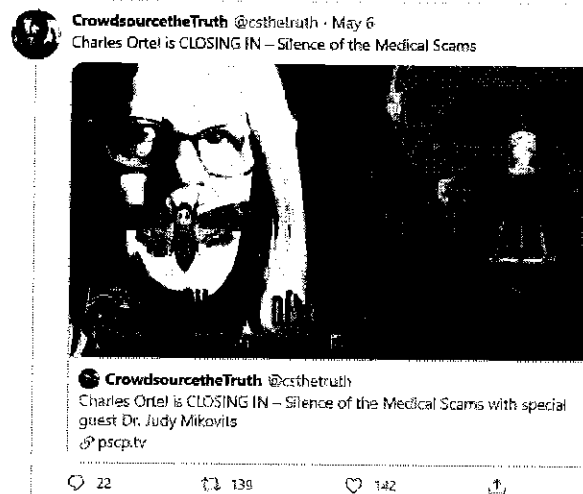 CrowdsourcetheTruth @csthetruth · May 6
Charles Ortel is CLOSING IN – Silence of the Medical Scams
CrowdsourcetheTruth @csthetruth
Charles Ortel is CLOSING IN – Silence of the Medical Scams with special
guest Dr. Judy Mikovits
pscp.tv
22 139 142